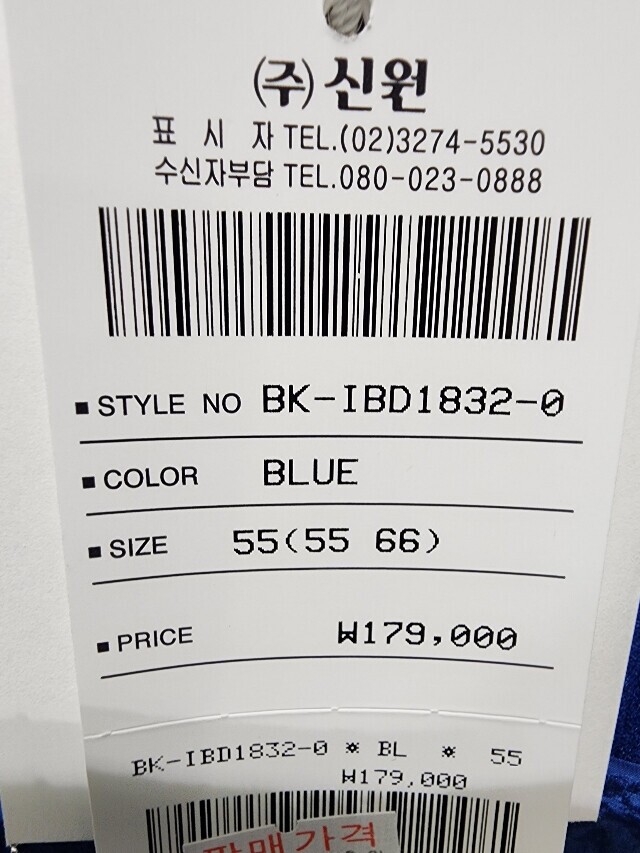 (주)신원
표 시 자 TEL.(02)3274-5530
수신자부담 TEL.080-023-0888
■ STYLE NO BK-IBD1832-0
■ COLOR BLUE
■ SIZE 55(55 66)
■ PRICE ₩179,000
BK-IBD1832-0 * BL * 55
₩179,000
판매가격